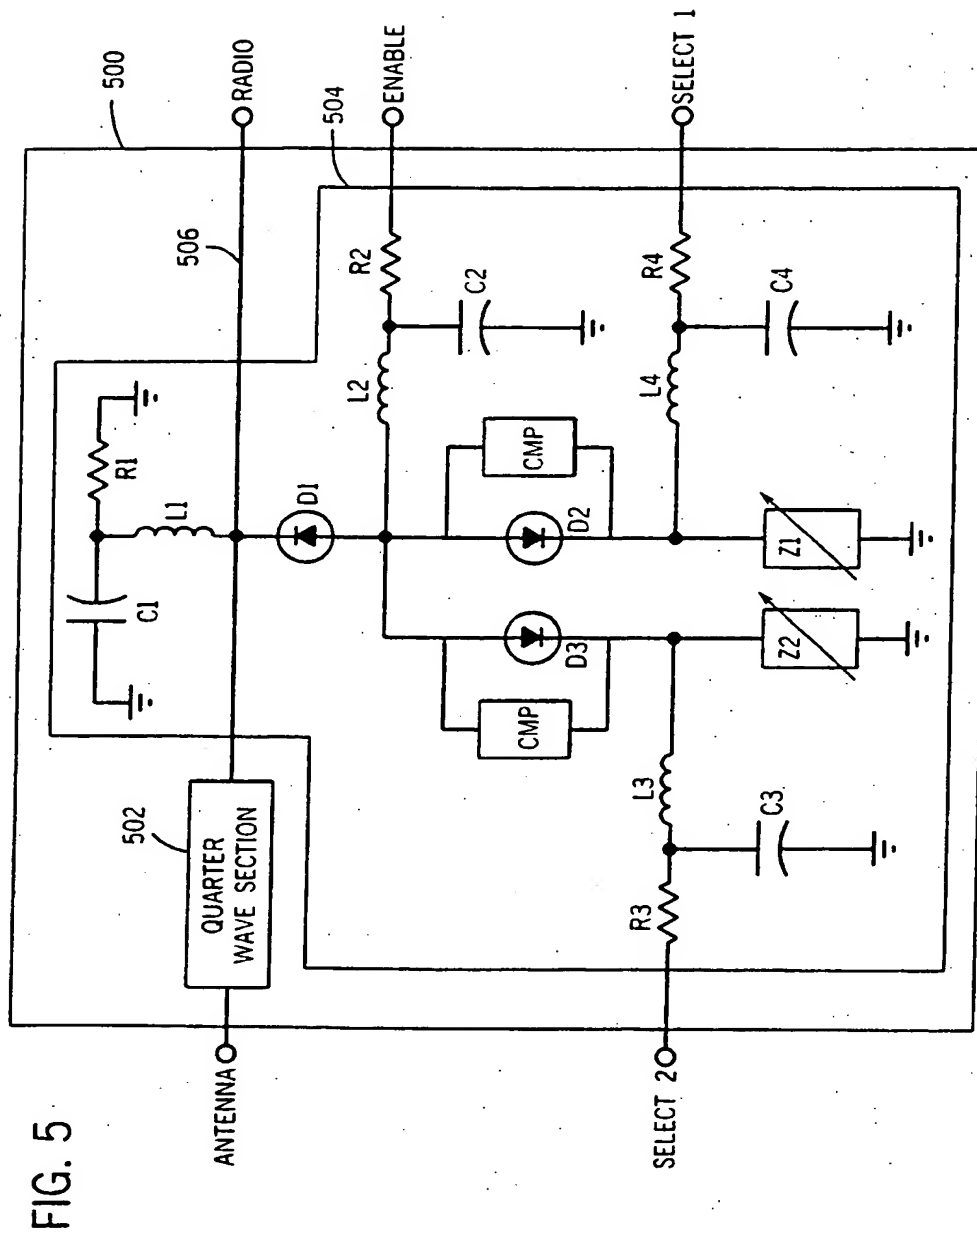 FIG. 5
500
ANTENNA
502
QUARTER
WAVE SECTION
C1
R1
L1
506
RADIO
504
D1
ENABLE
R2
L2
C2
CMP
D3
D2
CMP
SELECT 2
R3
L3
C3
Z2
Z1
L4
R4
C4
SELECT 1